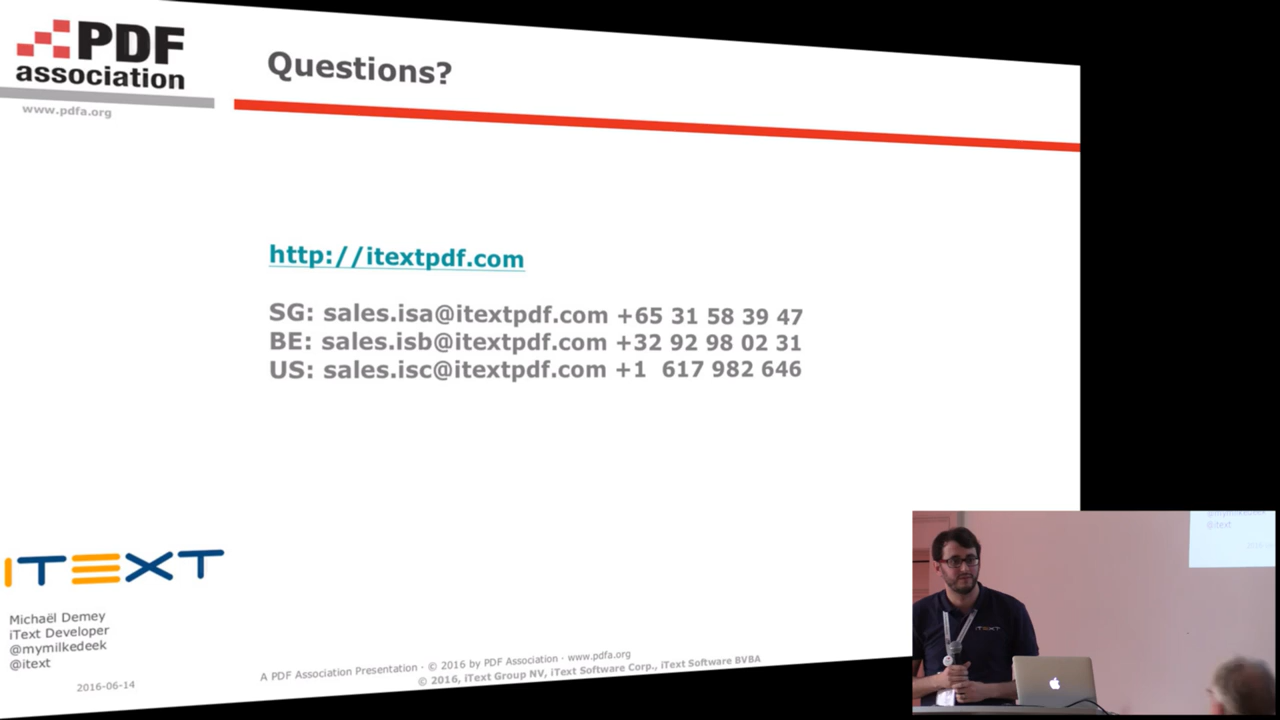 PDF
association
www.pdfa.org
Questions?
http://itextpdf.com
SG: sales.isa@itextpdf.com +65 31 58 39 47
BE: sales.isb@itextpdf.com +32 92 98 02 31
US: sales.isc@itextpdf.com +1 617 982 646
iTEXT
Michaël Demey
iText Developer
@mymilkedeek
@itext
2016-06-14
A PDF Association Presentation · © 2016 by PDF Association · www.pdfa.org
© 2016, iText Group NV, iText Software Corp., iText Software BVBA
@mymilkedeek
@itext
iTEXT